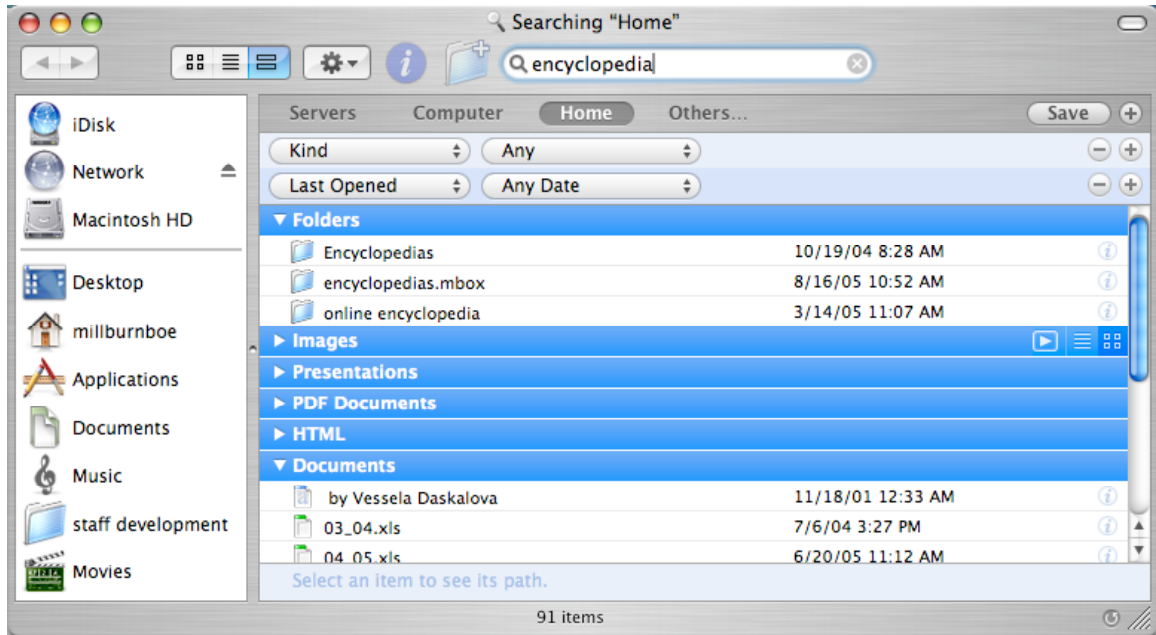 Searching "Home"
encyclopedia
iDisk
Network
Macintosh HD
Desktop
millburnboe
Applications
Documents
Music
staff development
Movies
Servers Computer Home Others... Save
Kind Any
Last Opened Any Date
Folders
Encyclopedias 10/19/04 8:28 AM
encyclopedias.mbox 8/16/05 10:52 AM
online encyclopedia 3/14/05 11:07 AM
Images
Presentations
PDF Documents
HTML
Documents
by Vessela Daskalova 11/18/01 12:33 AM
03_04.xls 7/6/04 3:27 PM
04_05.xls 6/20/05 11:12 AM
Select an item to see its path.
91 items